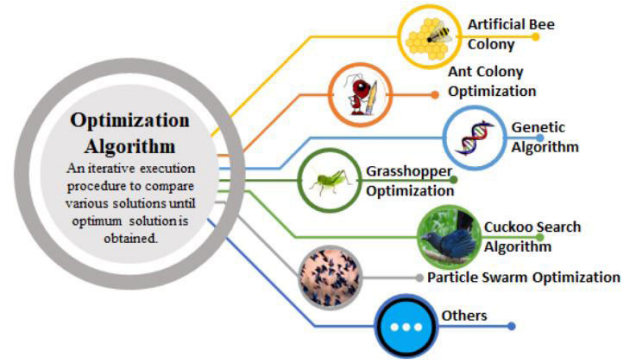 Optimization
Algorithm
An iterative execution
procedure to compare
various solutions until
optimum solution is
obtained.
Artificial Bee
Colony
Ant Colony
Optimization
Genetic
Algorithm
Grasshopper
Optimization
Cuckoo Search
Algorithm
Particle Swarm Optimization
Others